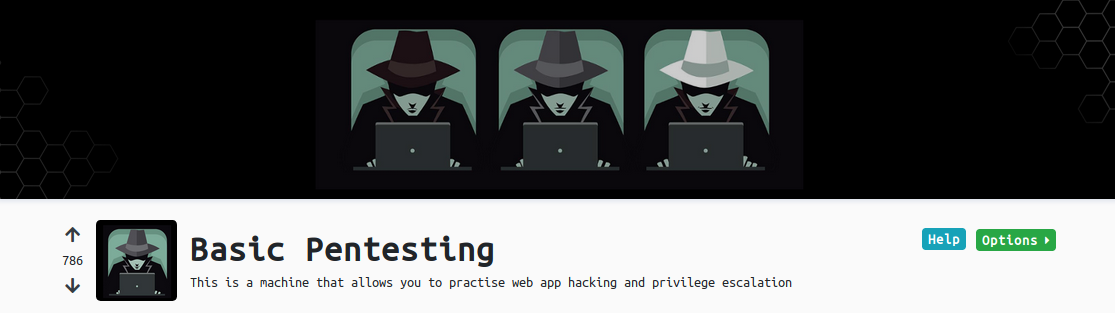 786
Basic Pentesting
This is a machine that allows you to practise web app hacking and privilege escalation
Help
Options